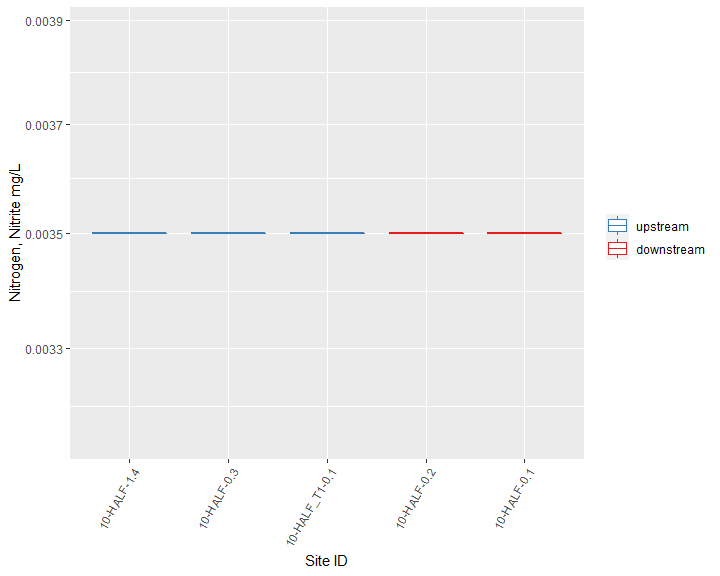 0.0039
0.0037
0.0035
0.0033
Nitrogen, Nitrite mg/L
10-HALF-1.4
10-HALF-0.3
10-HALF_T1-0.1
10-HALF-0.2
10-HALF-0.1
Site ID
upstream
downstream